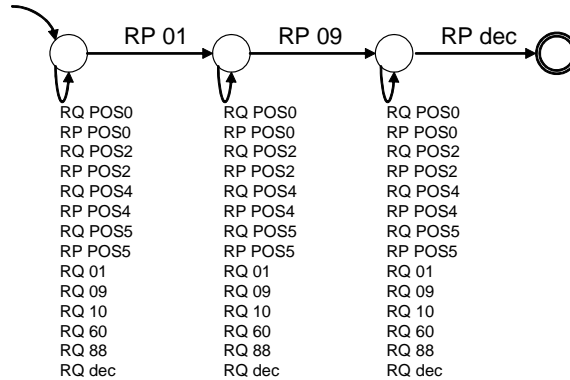 RP 01
RP 09
RP dec
RQ POS0
RP POS0
RQ POS2
RP POS2
RQ POS4
RP POS4
RQ POS5
RP POS5
RQ 01
RQ 09
RQ 10
RQ 60
RQ 88
RQ dec
RQ POS0
RP POS0
RQ POS2
RP POS2
RQ POS4
RP POS4
RQ POS5
RP POS5
RQ 01
RQ 09
RQ 10
RQ 60
RQ 88
RQ dec
RQ POS0
RP POS0
RQ POS2
RP POS2
RQ POS4
RP POS4
RQ POS5
RP POS5
RQ 01
RQ 09
RQ 10
RQ 60
RQ 88
RQ dec